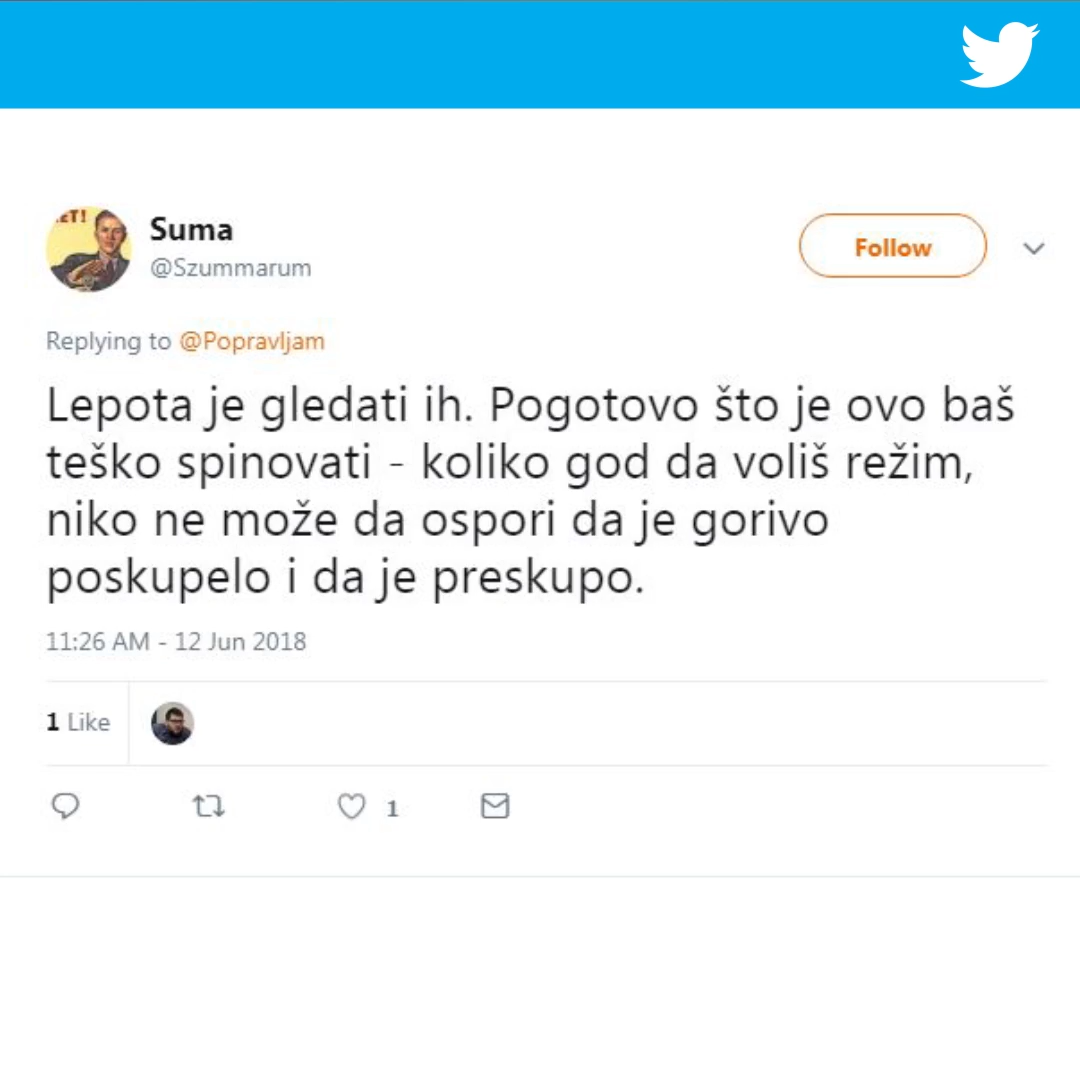 ET!
Suma
@Szummarum
Follow
Replying to @Popravljam
Lepota je gledati ih. Pogotovo što je ovo baš
teško spinovati - koliko god da voliš režim,
niko ne može da ospori da je gorivo
poskupelo i da je preskupo.
11:26 AM - 12 Jun 2018
1 Like
1